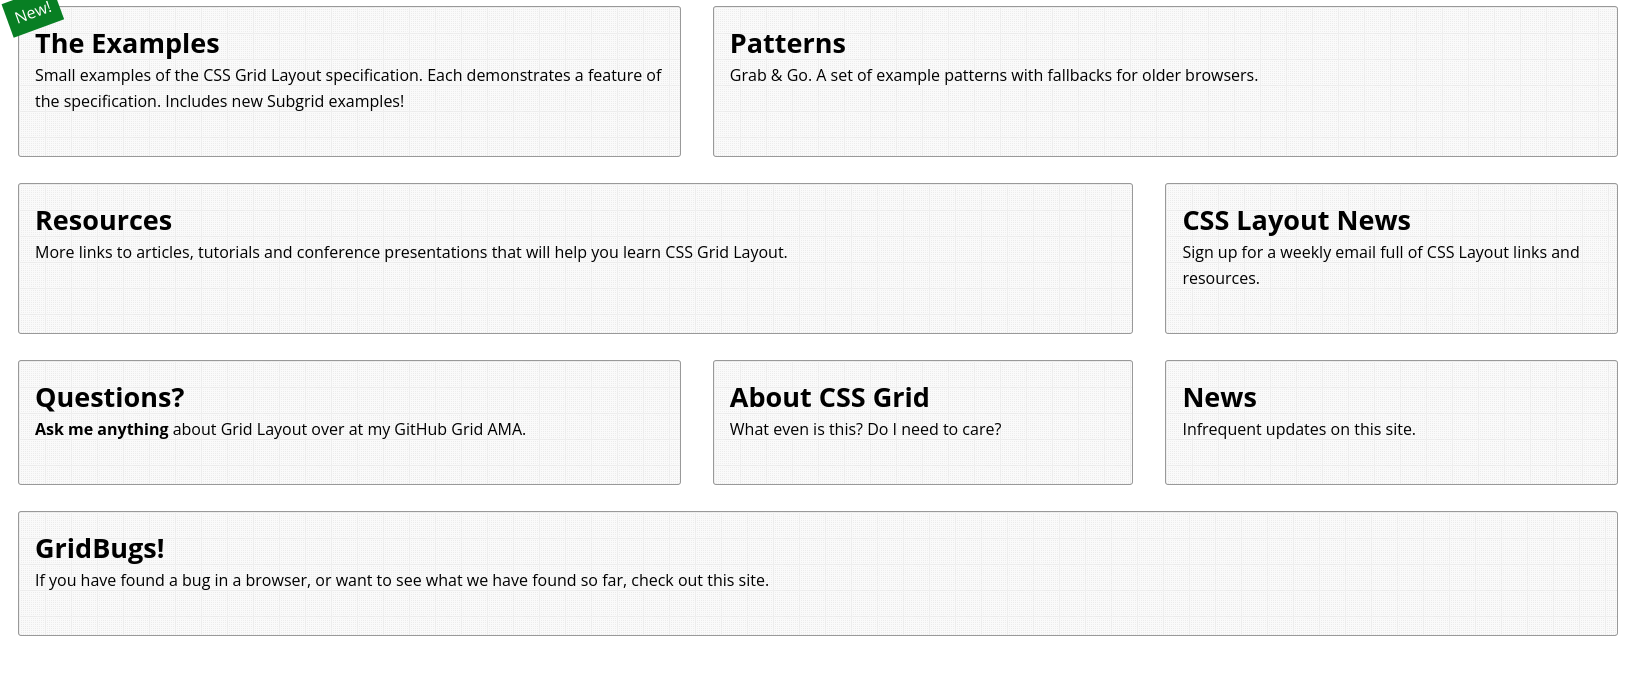 New!
The Examples
Small examples of the CSS Grid Layout specification. Each demonstrates a feature of
the specification. Includes new Subgrid examples!
Patterns
Grab & Go. A set of example patterns with fallbacks for older browsers.
Resources
More links to articles, tutorials and conference presentations that will help you learn CSS Grid Layout.
CSS Layout News
Sign up for a weekly email full of CSS Layout links and
resources.
Questions?
Ask me anything about Grid Layout over at my GitHub Grid AMA.
About CSS Grid
What even is this? Do I need to care?
News
Infrequent updates on this site.
GridBugs!
If you have found a bug in a browser, or want to see what we have found so far, check out this site.